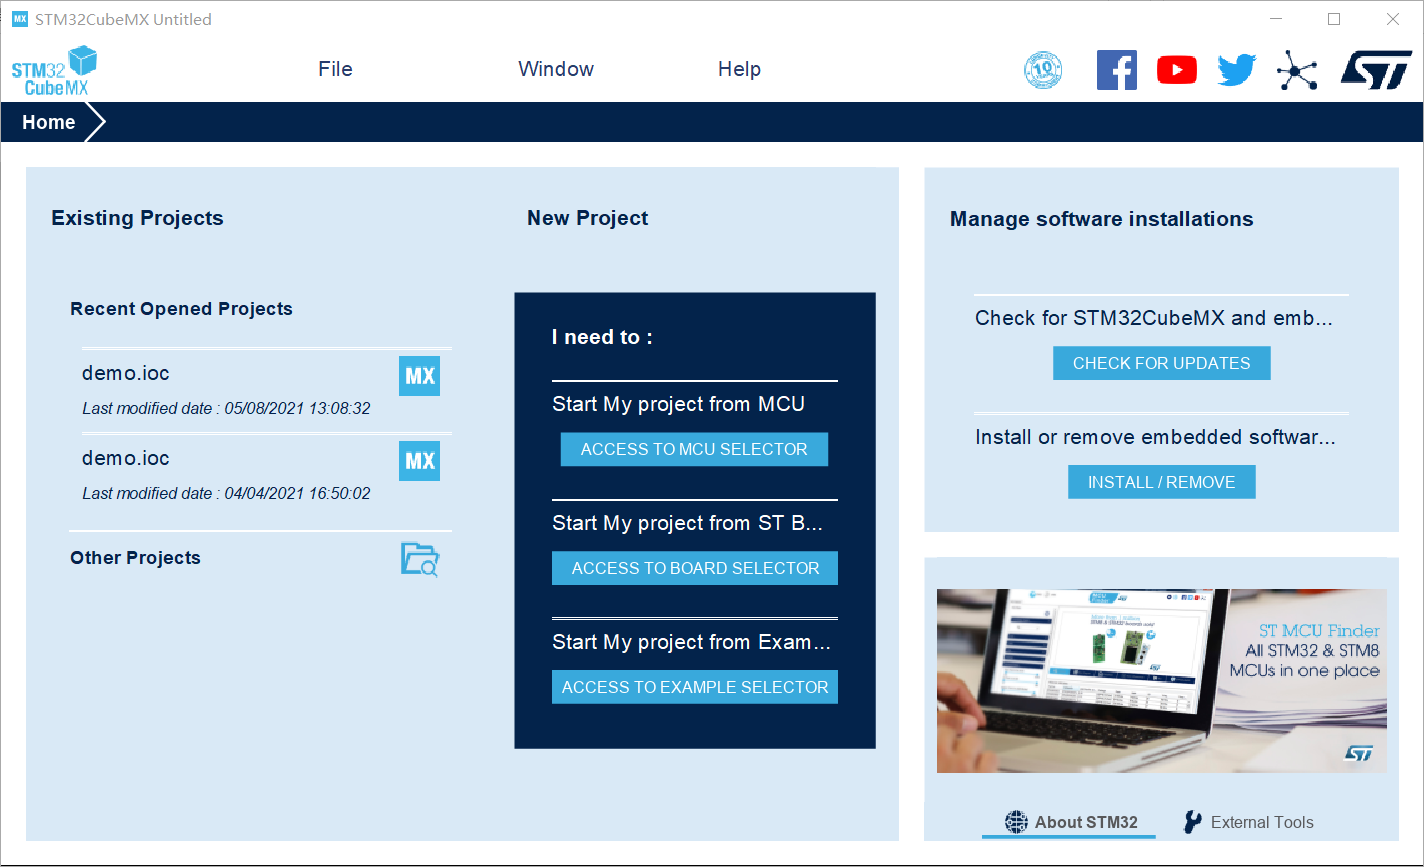 MX STM32CubeMX Untitled
STM32
CubeMX
File Window Help
10
Home
Existing Projects
Recent Opened Projects
demo.ioc
MX
Last modified date : 05/08/2021 13:08:32
demo.ioc
MX
Last modified date : 04/04/2021 16:50:02
Other Projects
New Project
I need to :
Start My project from MCU
ACCESS TO MCU SELECTOR
Start My project from ST B...
ACCESS TO BOARD SELECTOR
Start My project from Exam...
ACCESS TO EXAMPLE SELECTOR
Manage software installations
Check for STM32CubeMX and emb...
CHECK FOR UPDATES
Install or remove embedded softwar...
INSTALL / REMOVE
ST MCU Finder
All STM32 & STM8
MCUs in one place
ST
About STM32
External Tools